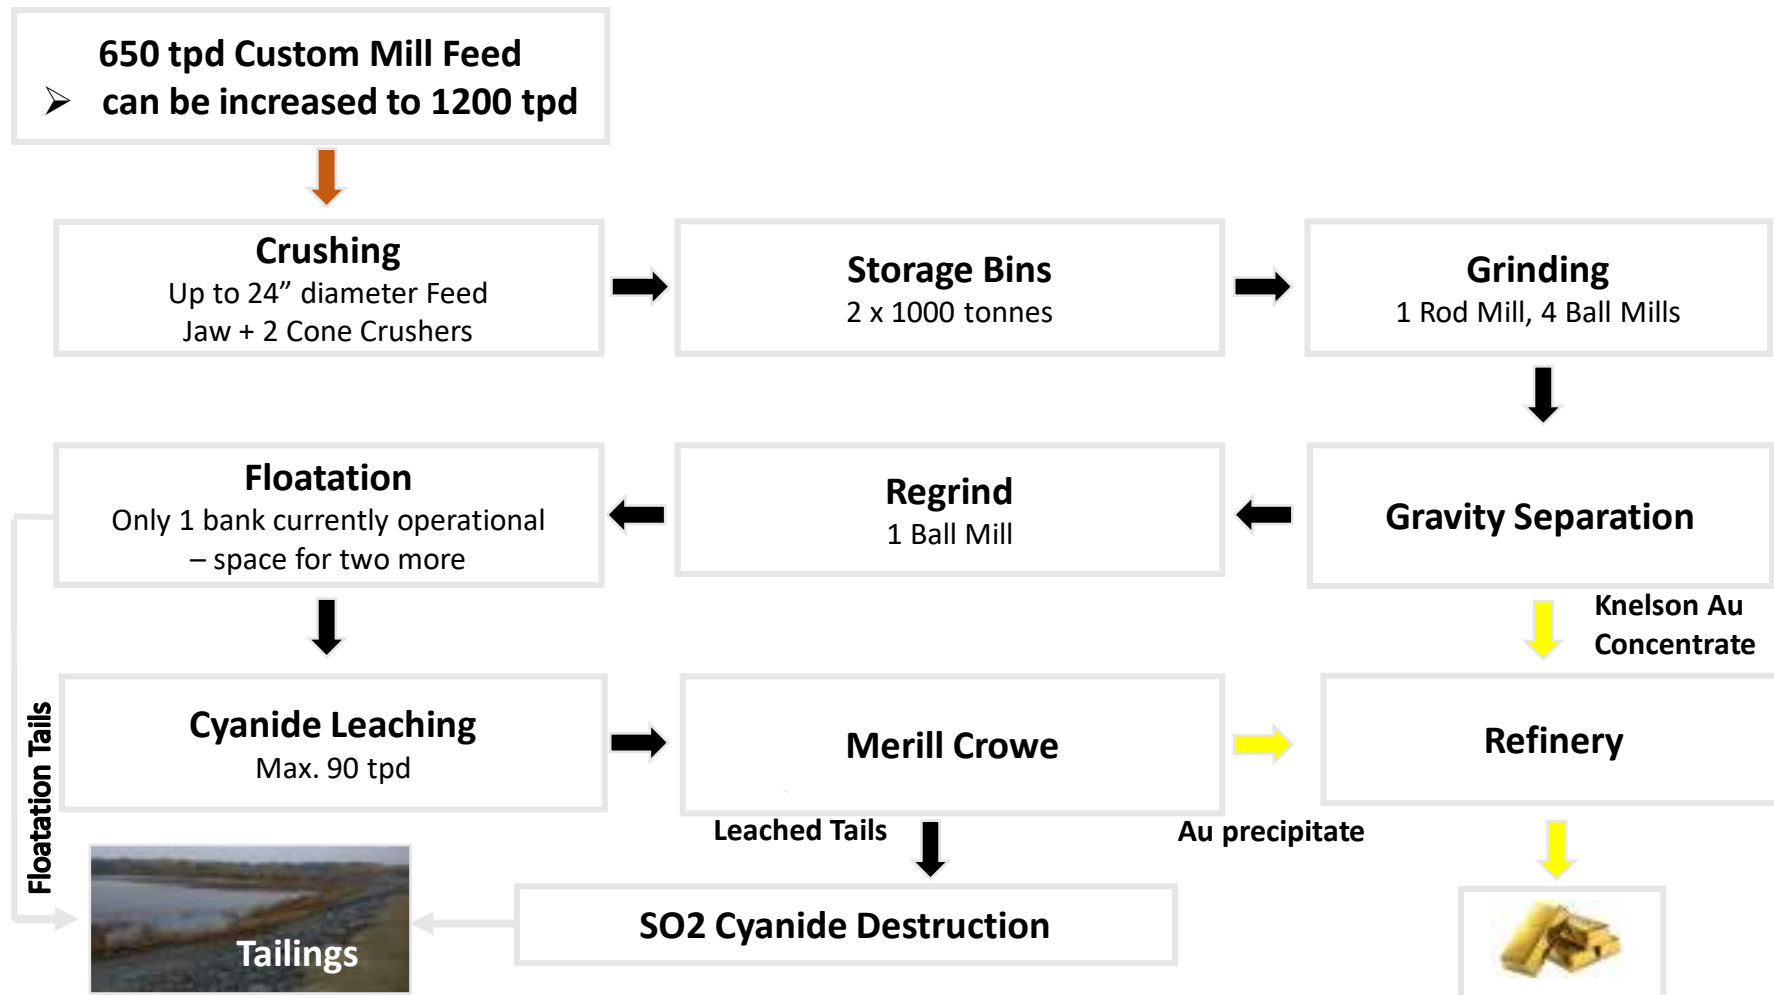 650 tpd Custom Mill Feed
➢ can be increased to 1200 tpd
Crushing
Up to 24” diameter Feed
Jaw + 2 Cone Crushers
Storage Bins
2 x 1000 tonnes
Grinding
1 Rod Mill, 4 Ball Mills
Floatation
Only 1 bank currently operational
– space for two more
Regrind
1 Ball Mill
Gravity Separation
Knelson Au
Concentrate
Cyanide Leaching
Max. 90 tpd
Merill Crowe
Refinery
Floatation Tails
Leached Tails
Au precipitate
SO2 Cyanide Destruction
Tailings